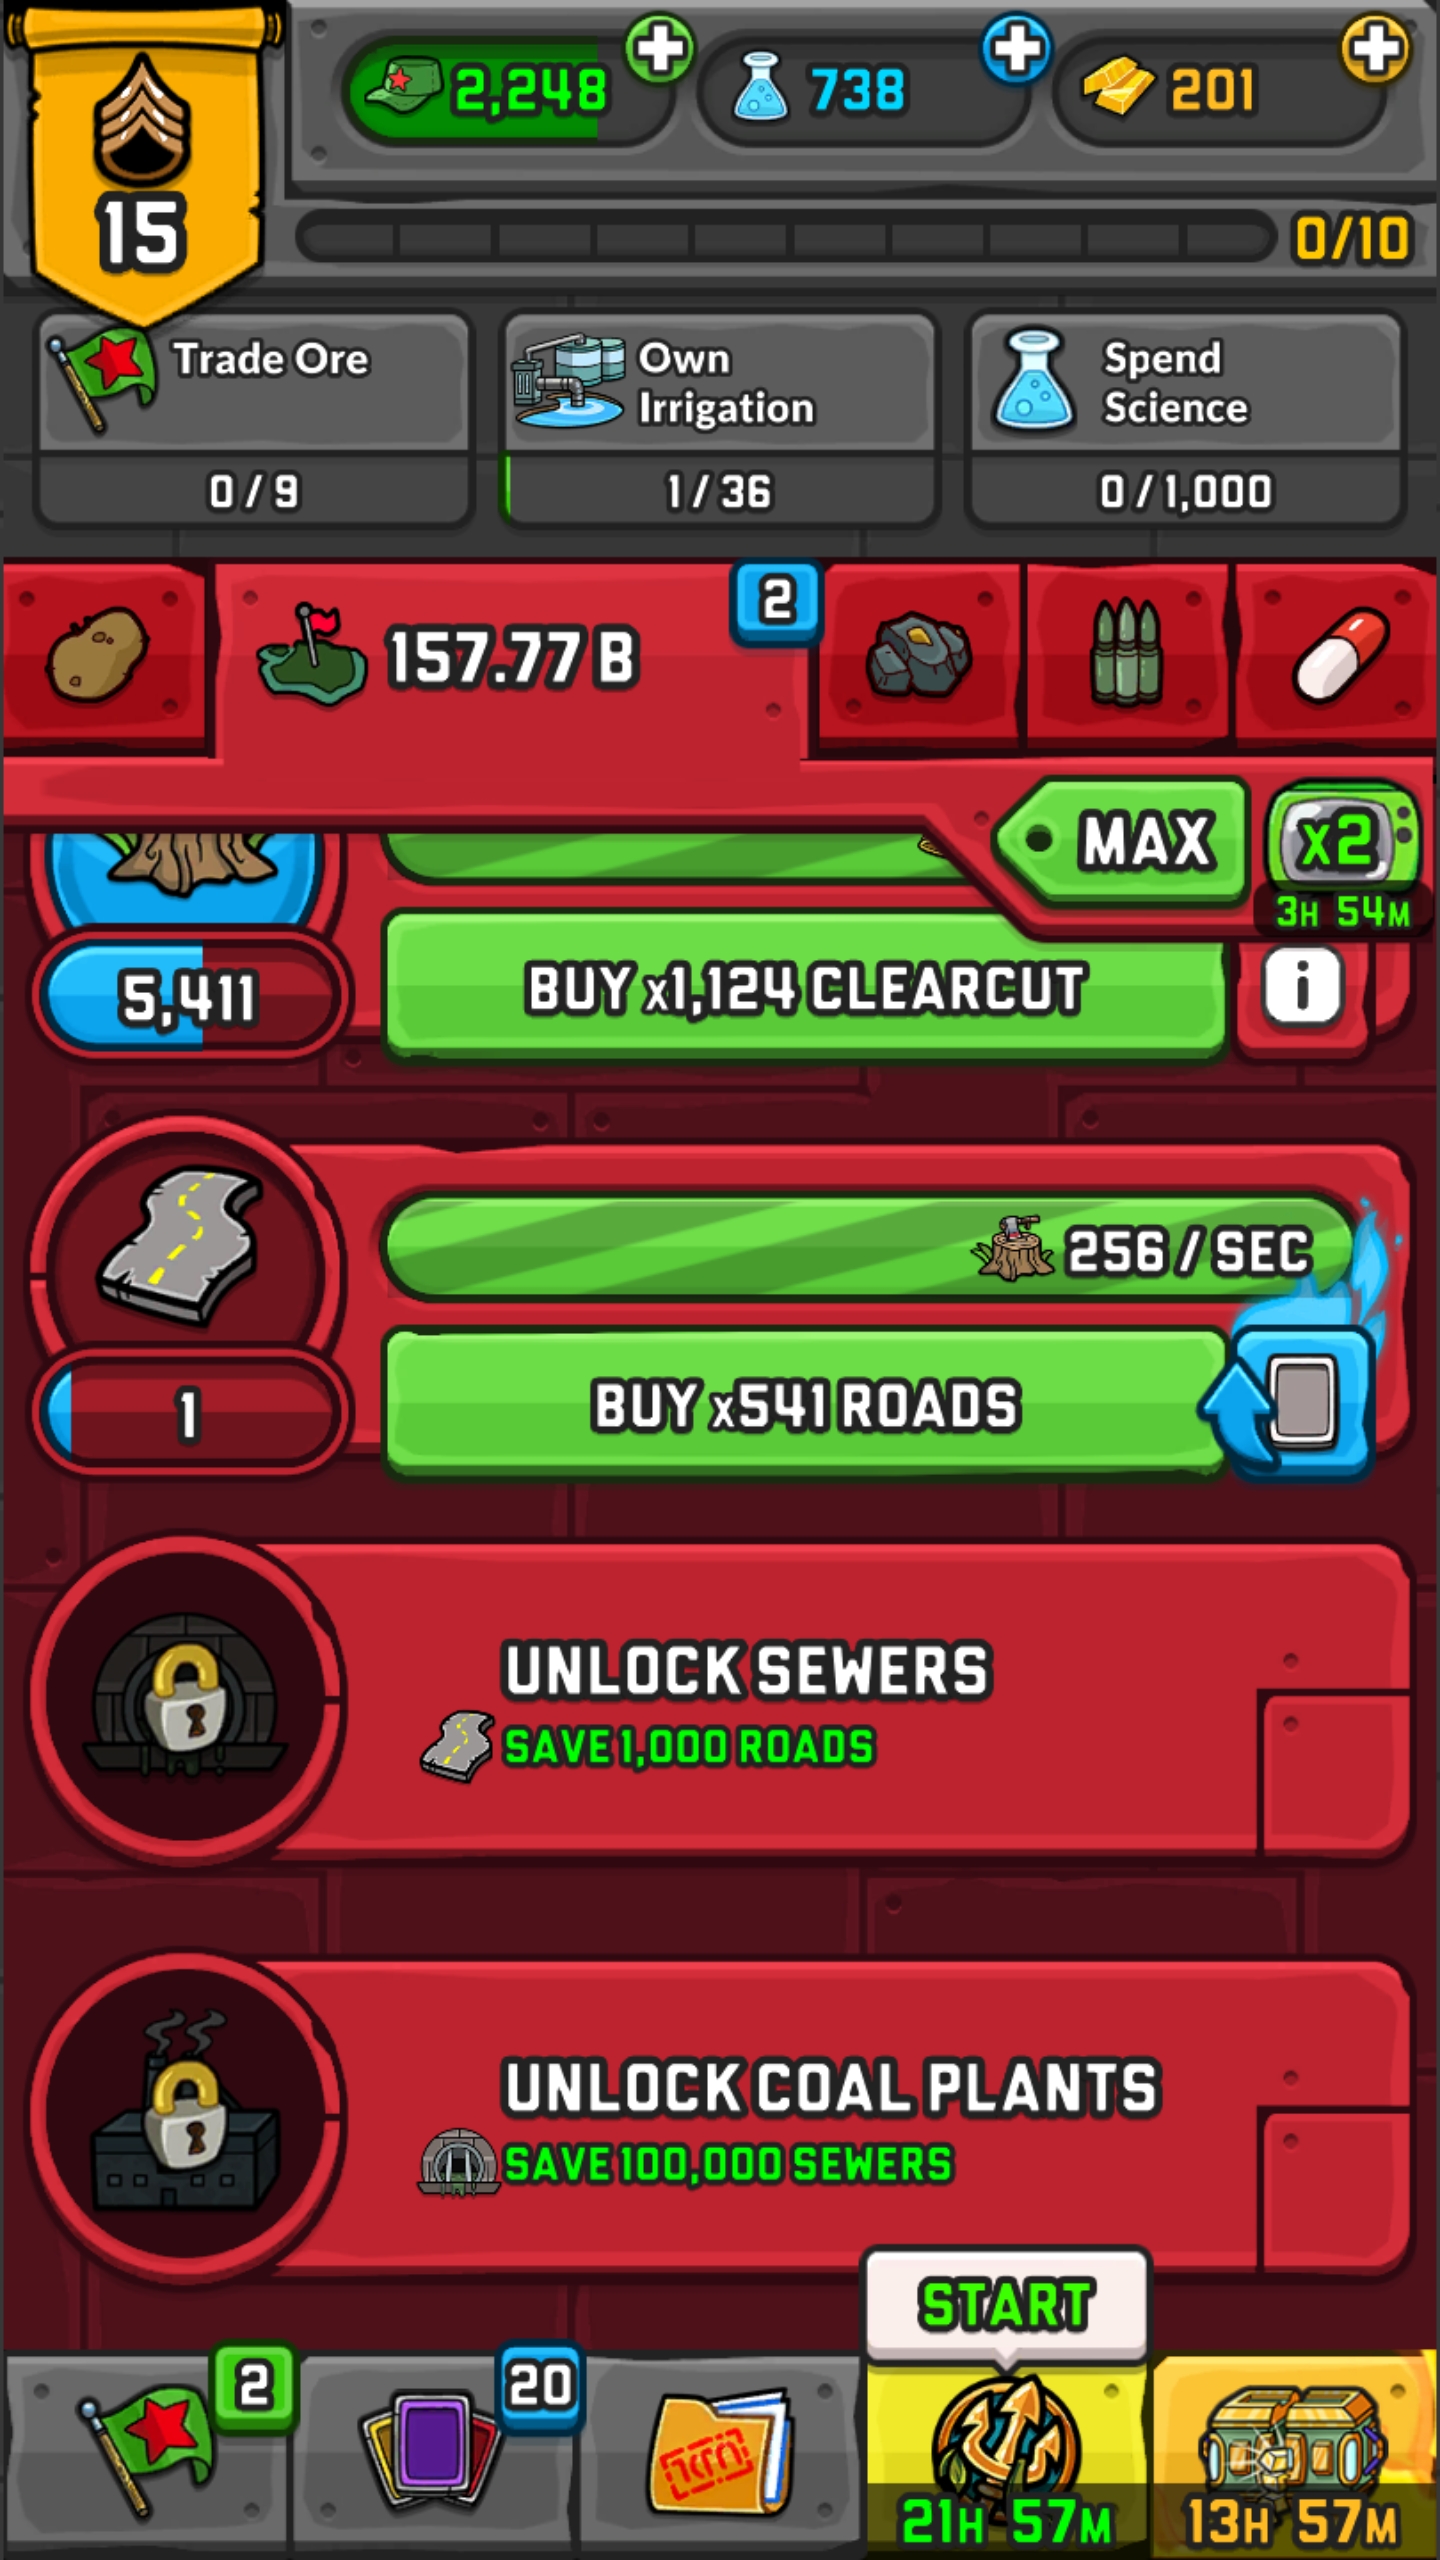 2,248
738
201
15
0/10
Trade Ore
0 / 9
Own
Irrigation
1 / 36
Spend
Science
0 / 1,000
157.77 B
2
MAX
x2
3H 54M
5,411
BUY x1,124 CLEARCUT
i
256 / SEC
1
BUY x541 ROADS
UNLOCK SEWERS
SAVE 1,000 ROADS
UNLOCK COAL PLANTS
SAVE 100,000 SEWERS
START
2
20
21H 57M
13H 57M